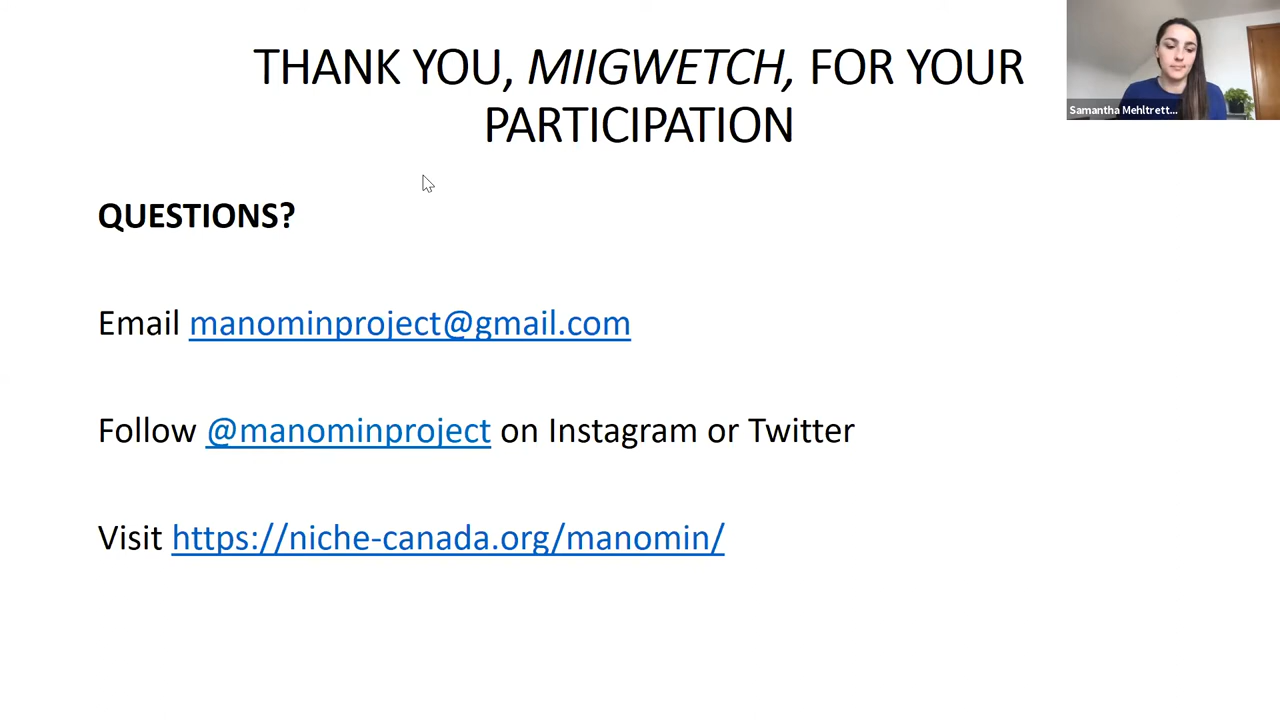 THANK YOU, MIIGWETCH, FOR YOUR
PARTICIPATION
Samantha Mehltrett...
QUESTIONS?
Email manominproject@gmail.com
Follow @manominproject on Instagram or Twitter
Visit https://niche-canada.org/manomin/